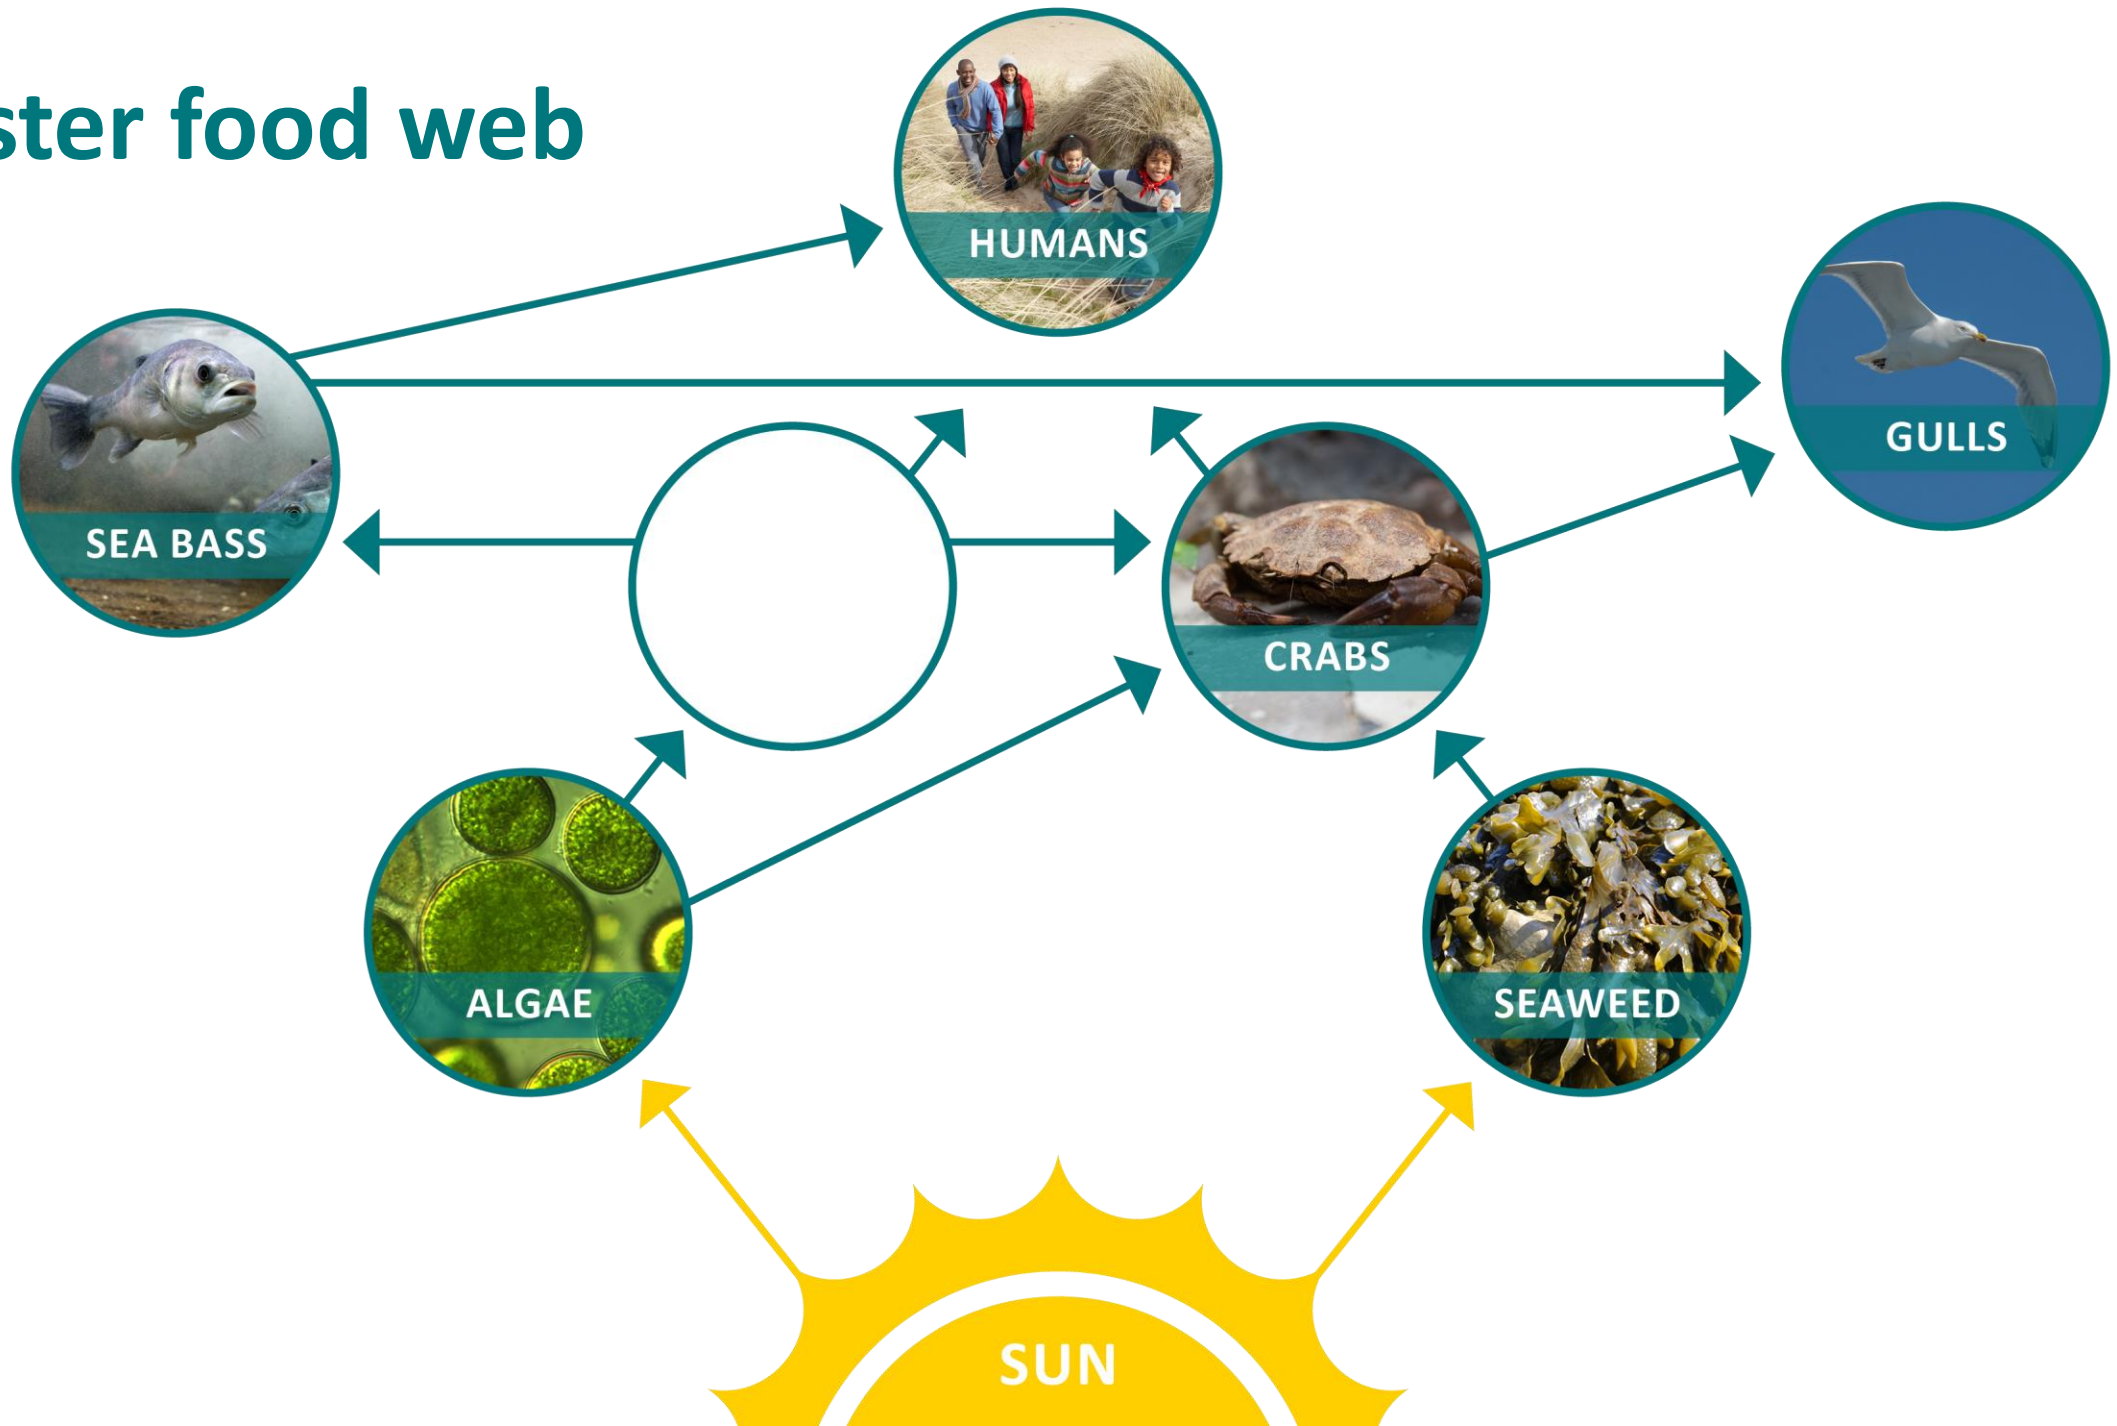 ster food web
HUMANS
GULLS
SEA BASS
CRABS
ALGAE
SEAWEED
SUN